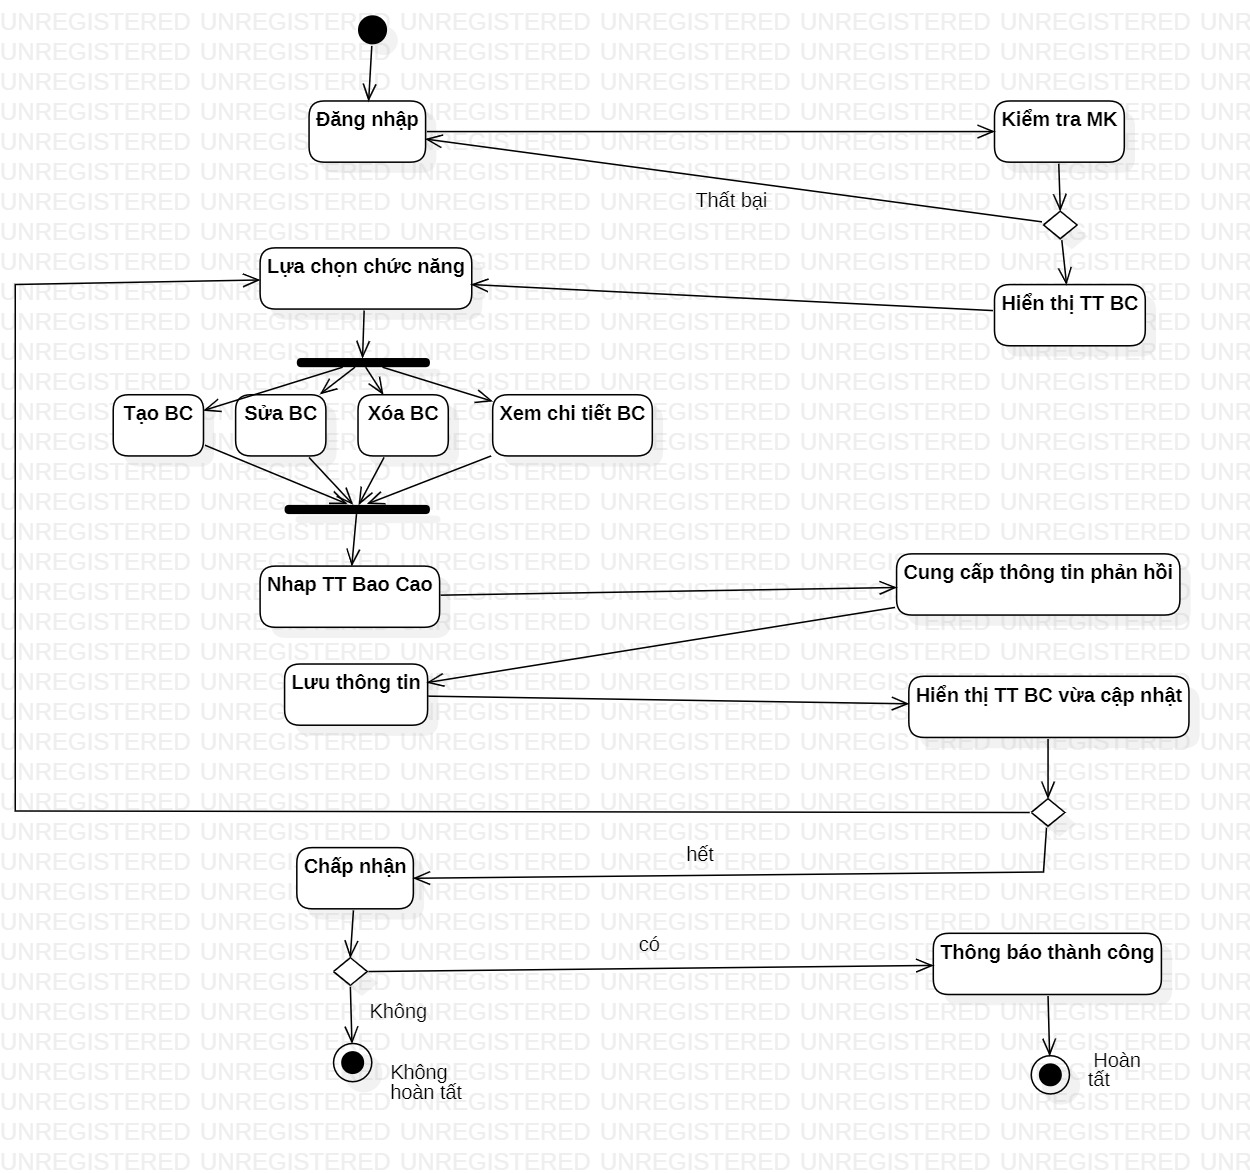 Đăng nhập
Kiểm tra MK
Thất bại
Lựa chọn chức năng
Hiển thị TT BC
Tạo BC
Sửa BC
Xóa BC
Xem chi tiết BC
Nhap TT Bao Cao
Cung cấp thông tin phản hồi
Lưu thông tin
Hiển thị TT BC vừa cập nhật
hết
Chấp nhận
có
Thông báo thành công
Không
Không
hoàn tất
Hoàn
tất
UNREGISTERED